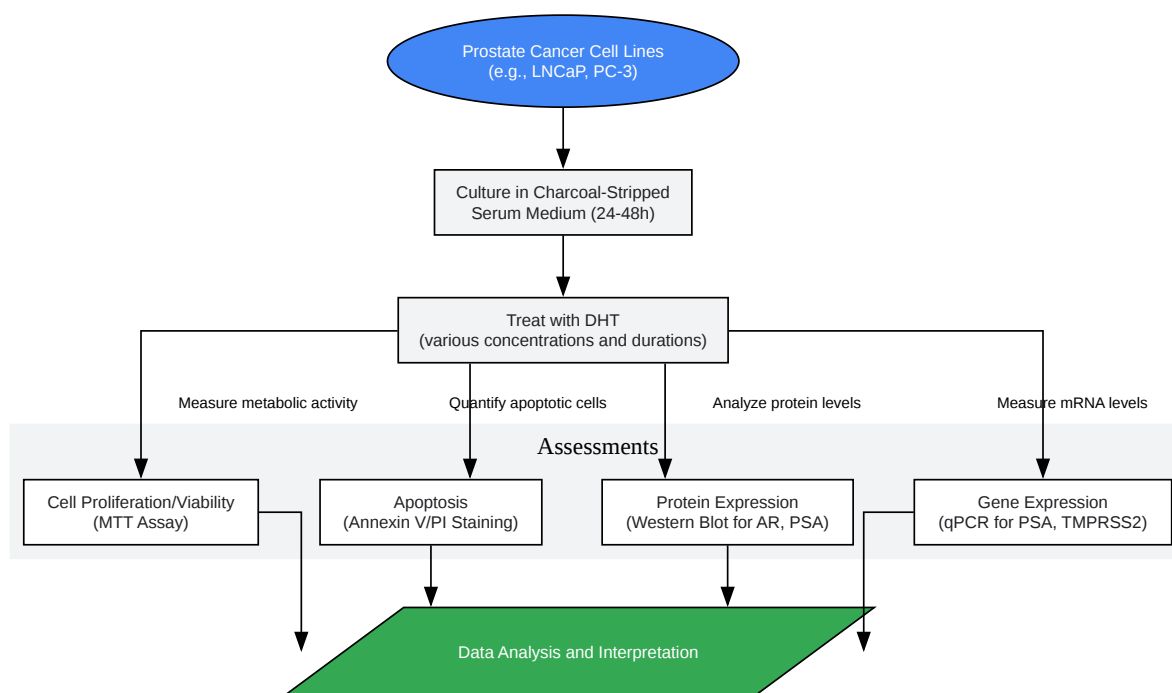 Prostate Cancer Cell Lines
(e.g., LNCaP, PC-3)
Culture in Charcoal-Stripped
Serum Medium (24-48h)
Treat with DHT
(various concentrations and durations)
Measure metabolic activity
Quantify apoptotic cells
Analyze protein levels
Measure mRNA levels
Assessments
Cell Proliferation/Viability
(MTT Assay)
Apoptosis
(Annexin V/PI Staining)
Protein Expression
(Western Blot for AR, PSA)
Gene Expression
(qPCR for PSA, TMPRSS2)
Data Analysis and Interpretation